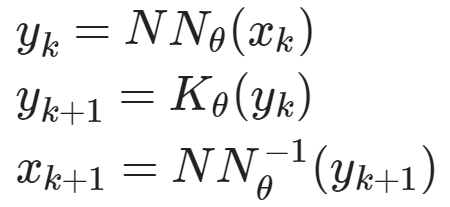 y_k = NN_θ(x_k)
y_{k+1} = K_θ(y_k)
x_{k+1} = NN_θ^{-1}(y_{k+1})